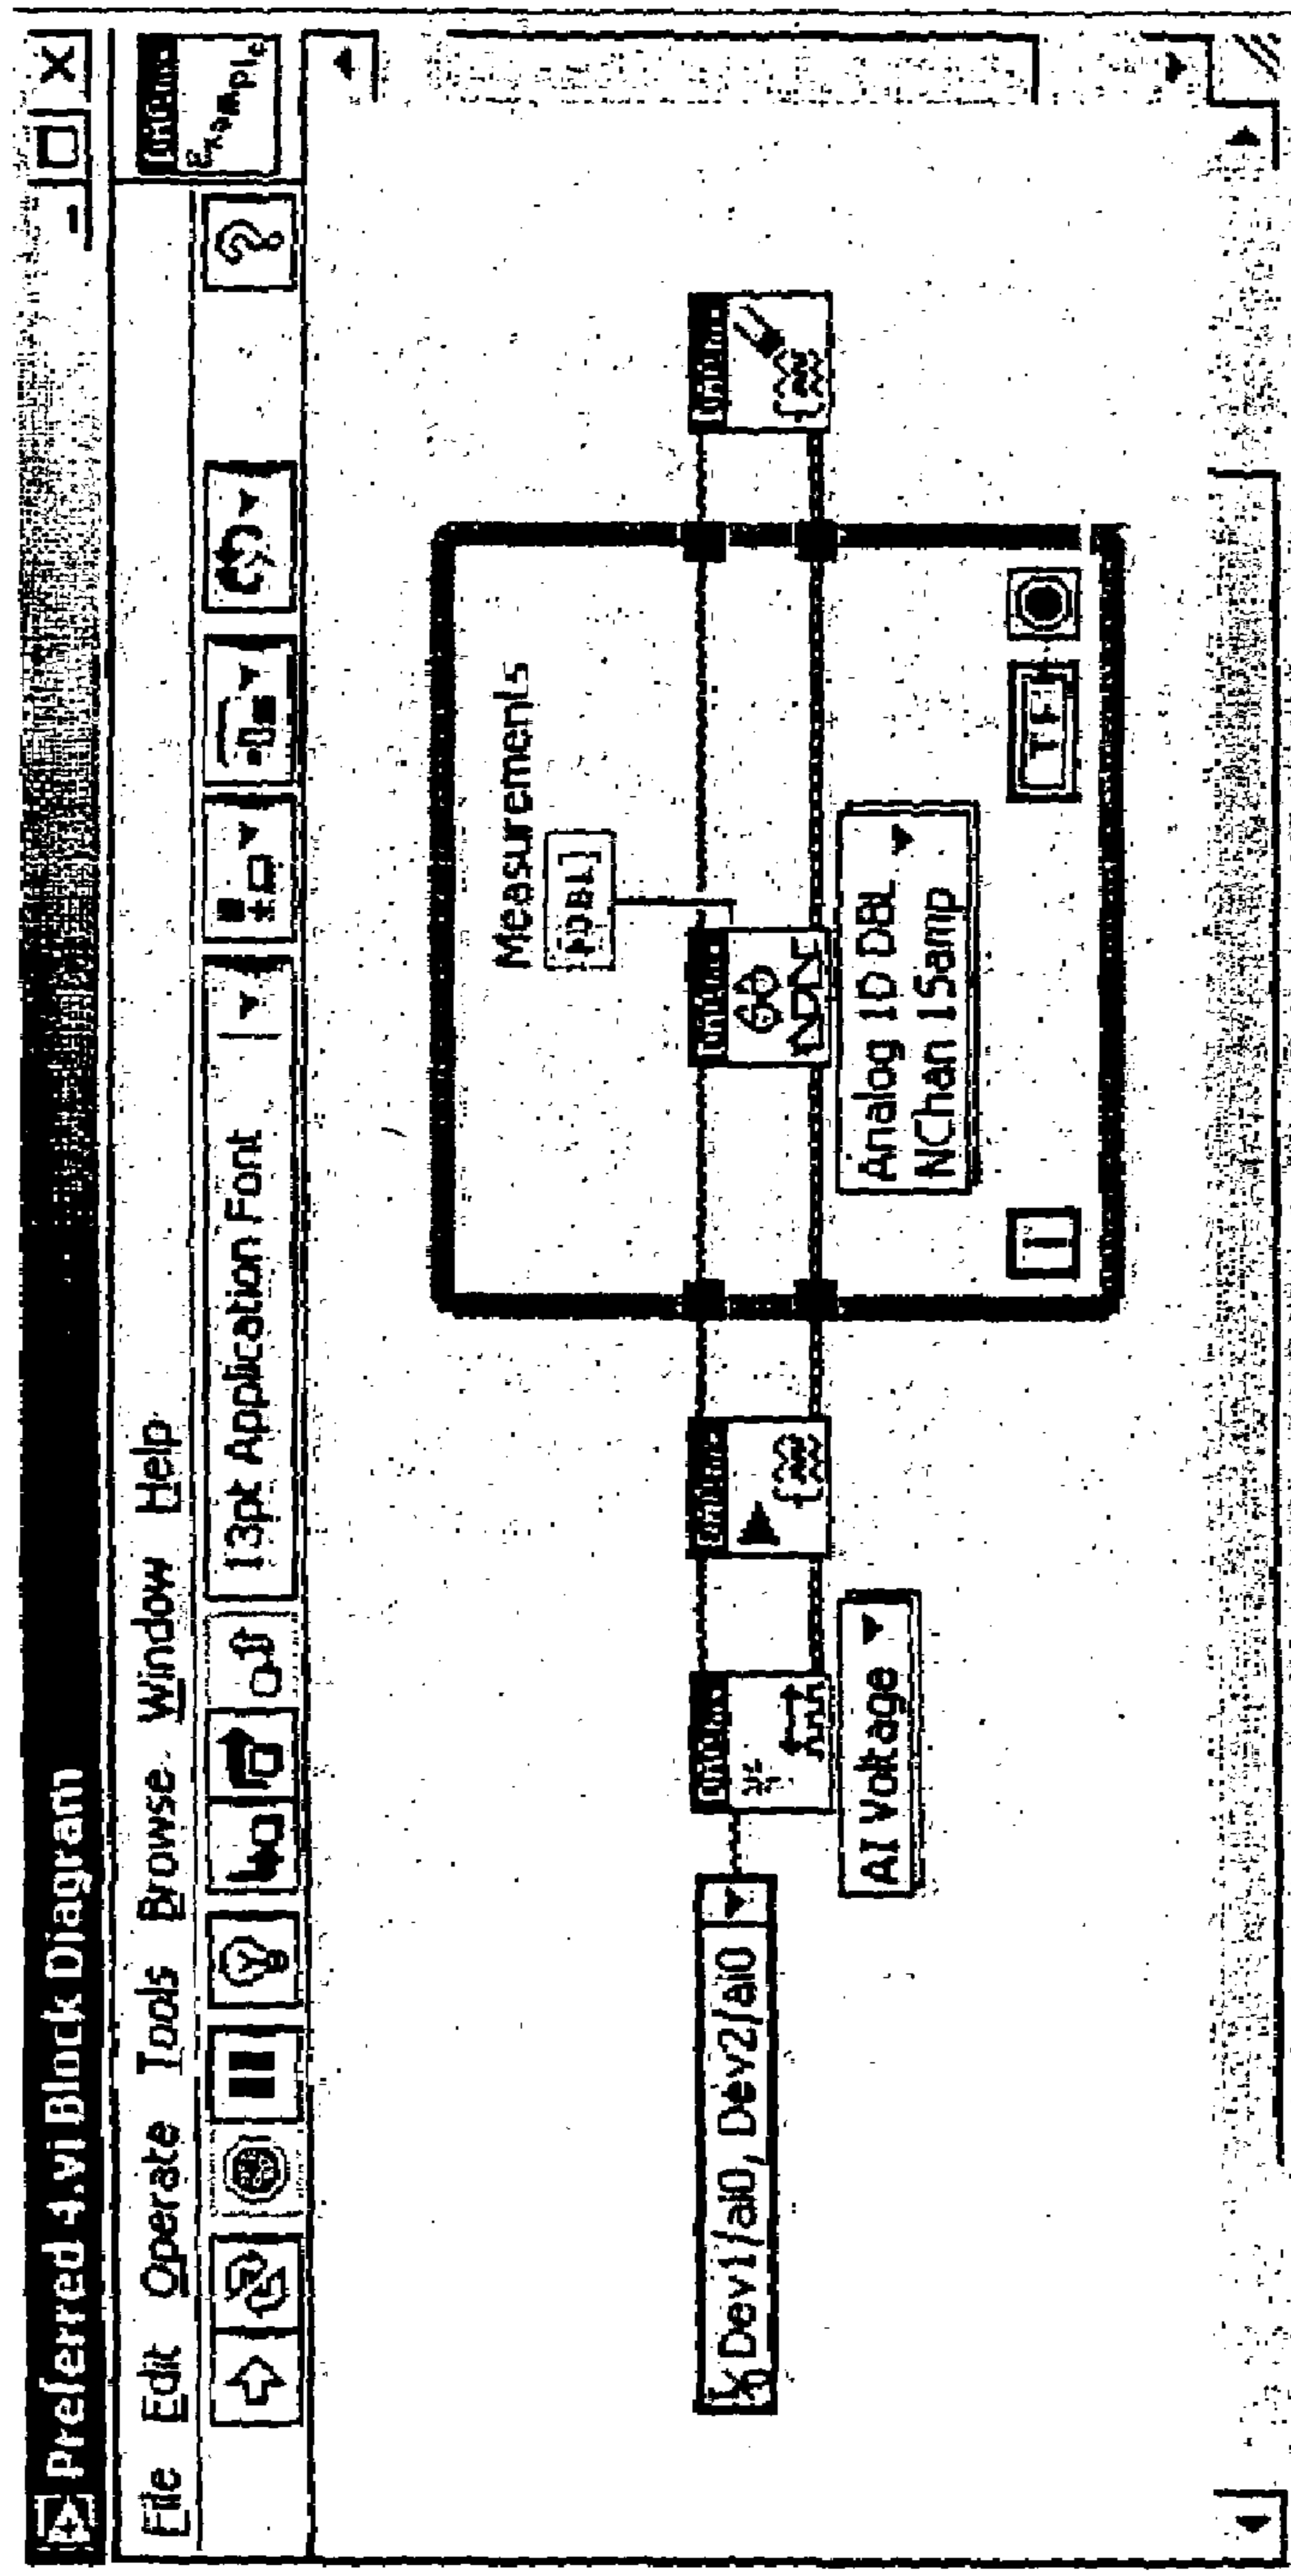 Preferred 4.vi Block Diagram
File Edit Operate Tools Browse Window Help
13pt Application Font
Example
Measurements
[DBL]
Dev1/ai0, Dev2/ai0
AI Voltage
Analog 1D DBL
NChan 1Samp
i
TF